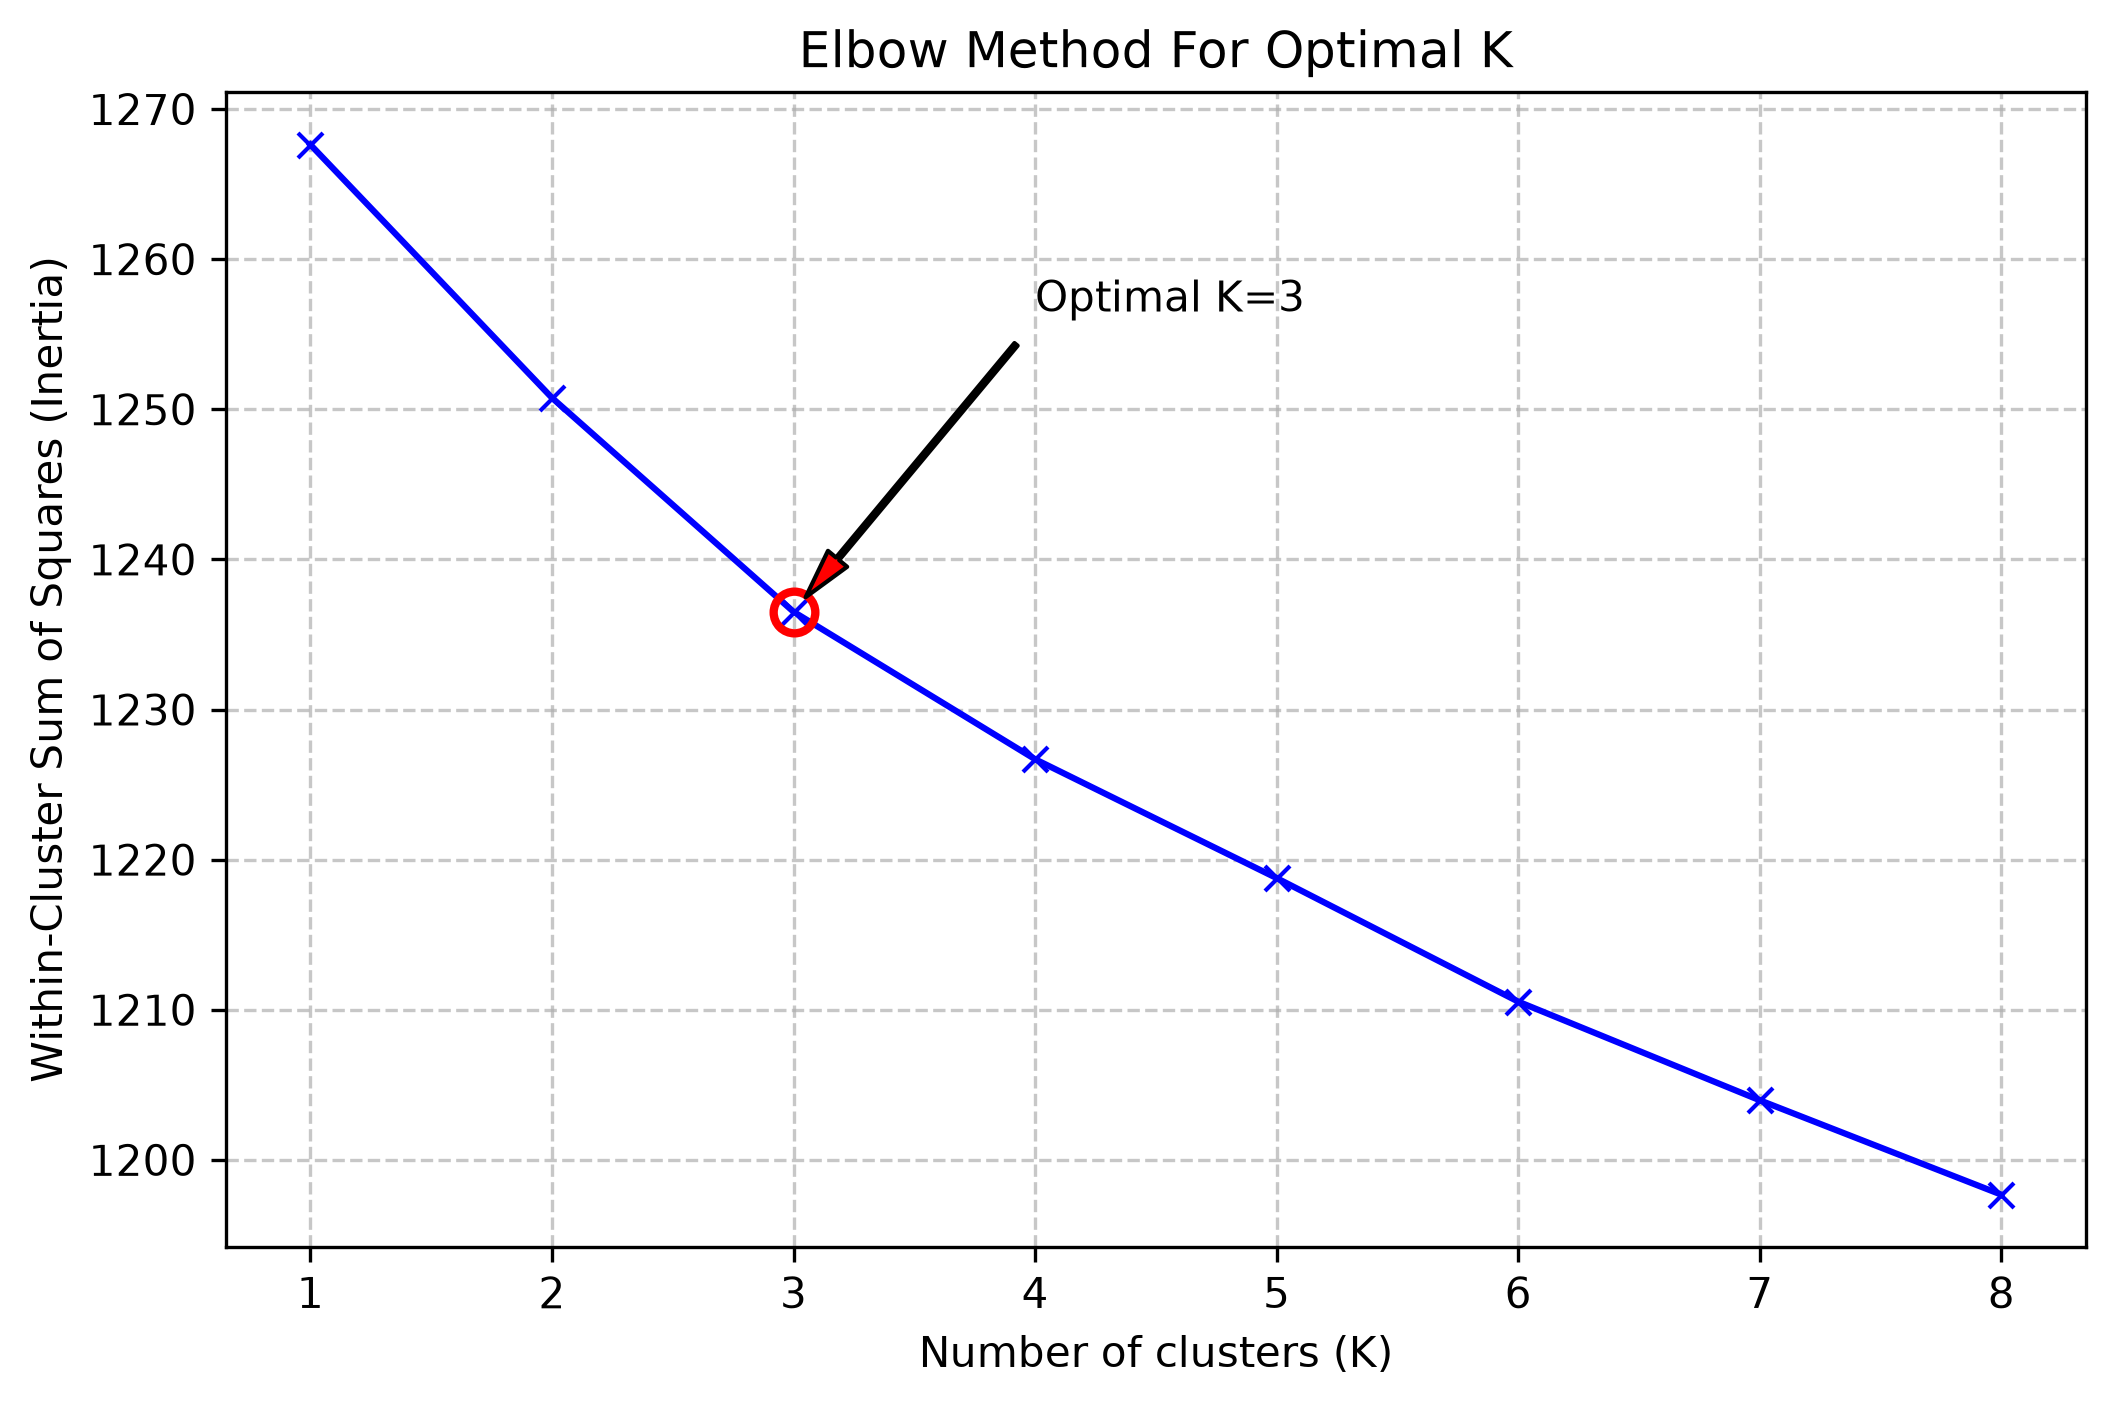 Elbow Method For Optimal K
Within-Cluster Sum of Squares (Inertia)
1270
1260
1250
1240
1230
1220
1210
1200
Optimal K=3
1 2 3 4 5 6 7 8
Number of clusters (K)